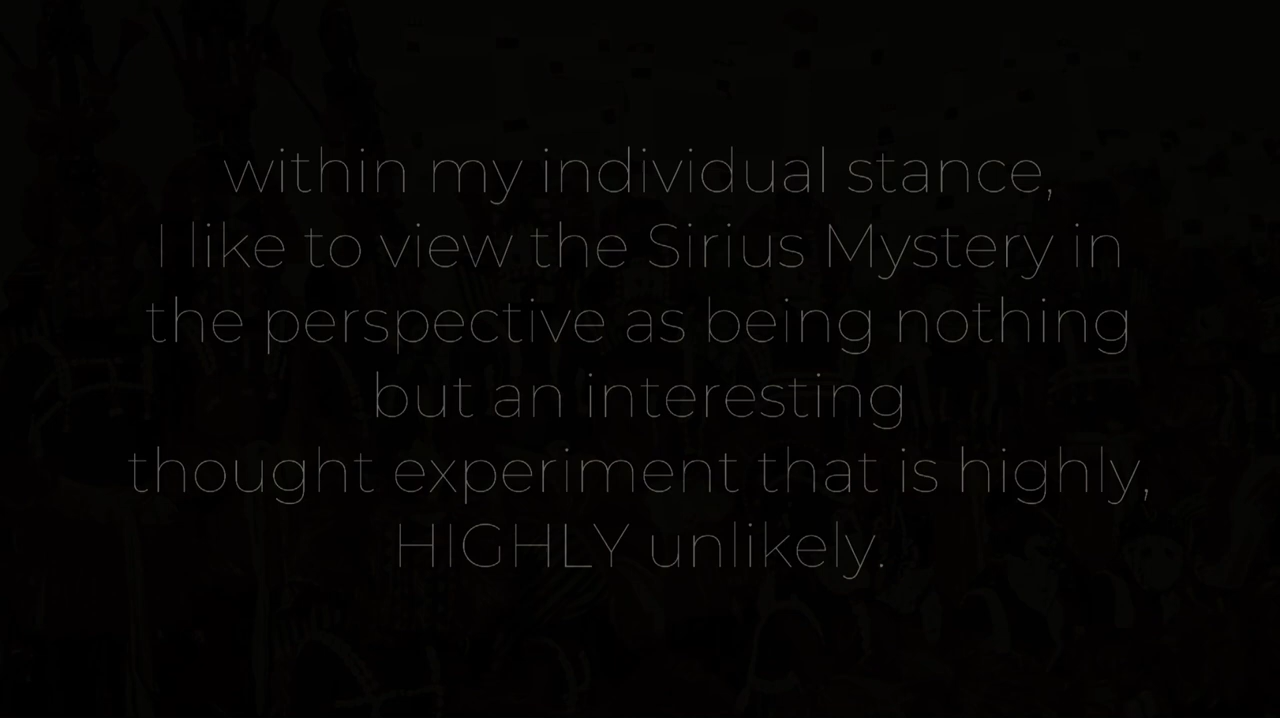 within my individual stance,
I like to view the Sirius Mystery in
the perspective as being nothing
but an interesting
thought experiment that is highly,
HIGHLY unlikely.